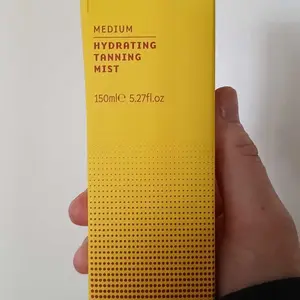 MEDIUM
HYDRATING
TANNING
MIST
150ml℮ 5.27fl.oz